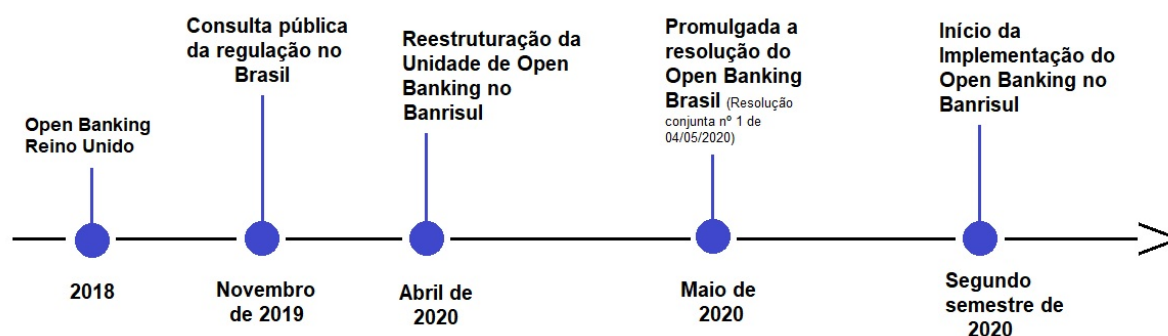 Open Banking
Reino Unido
2018
Consulta pública
da regulação no
Brasil
Novembro
de 2019
Reestruturação da
Unidade de Open
Banking no
Banrisul
Abril de
2020
Promulgada a
resolução do
Open Banking
Brasil (Resolução
conjunta nº 1 de
04/05/2020)
Maio de
2020
Início da
Implementação do
Open Banking no
Banrisul
Segundo
semestre de
2020